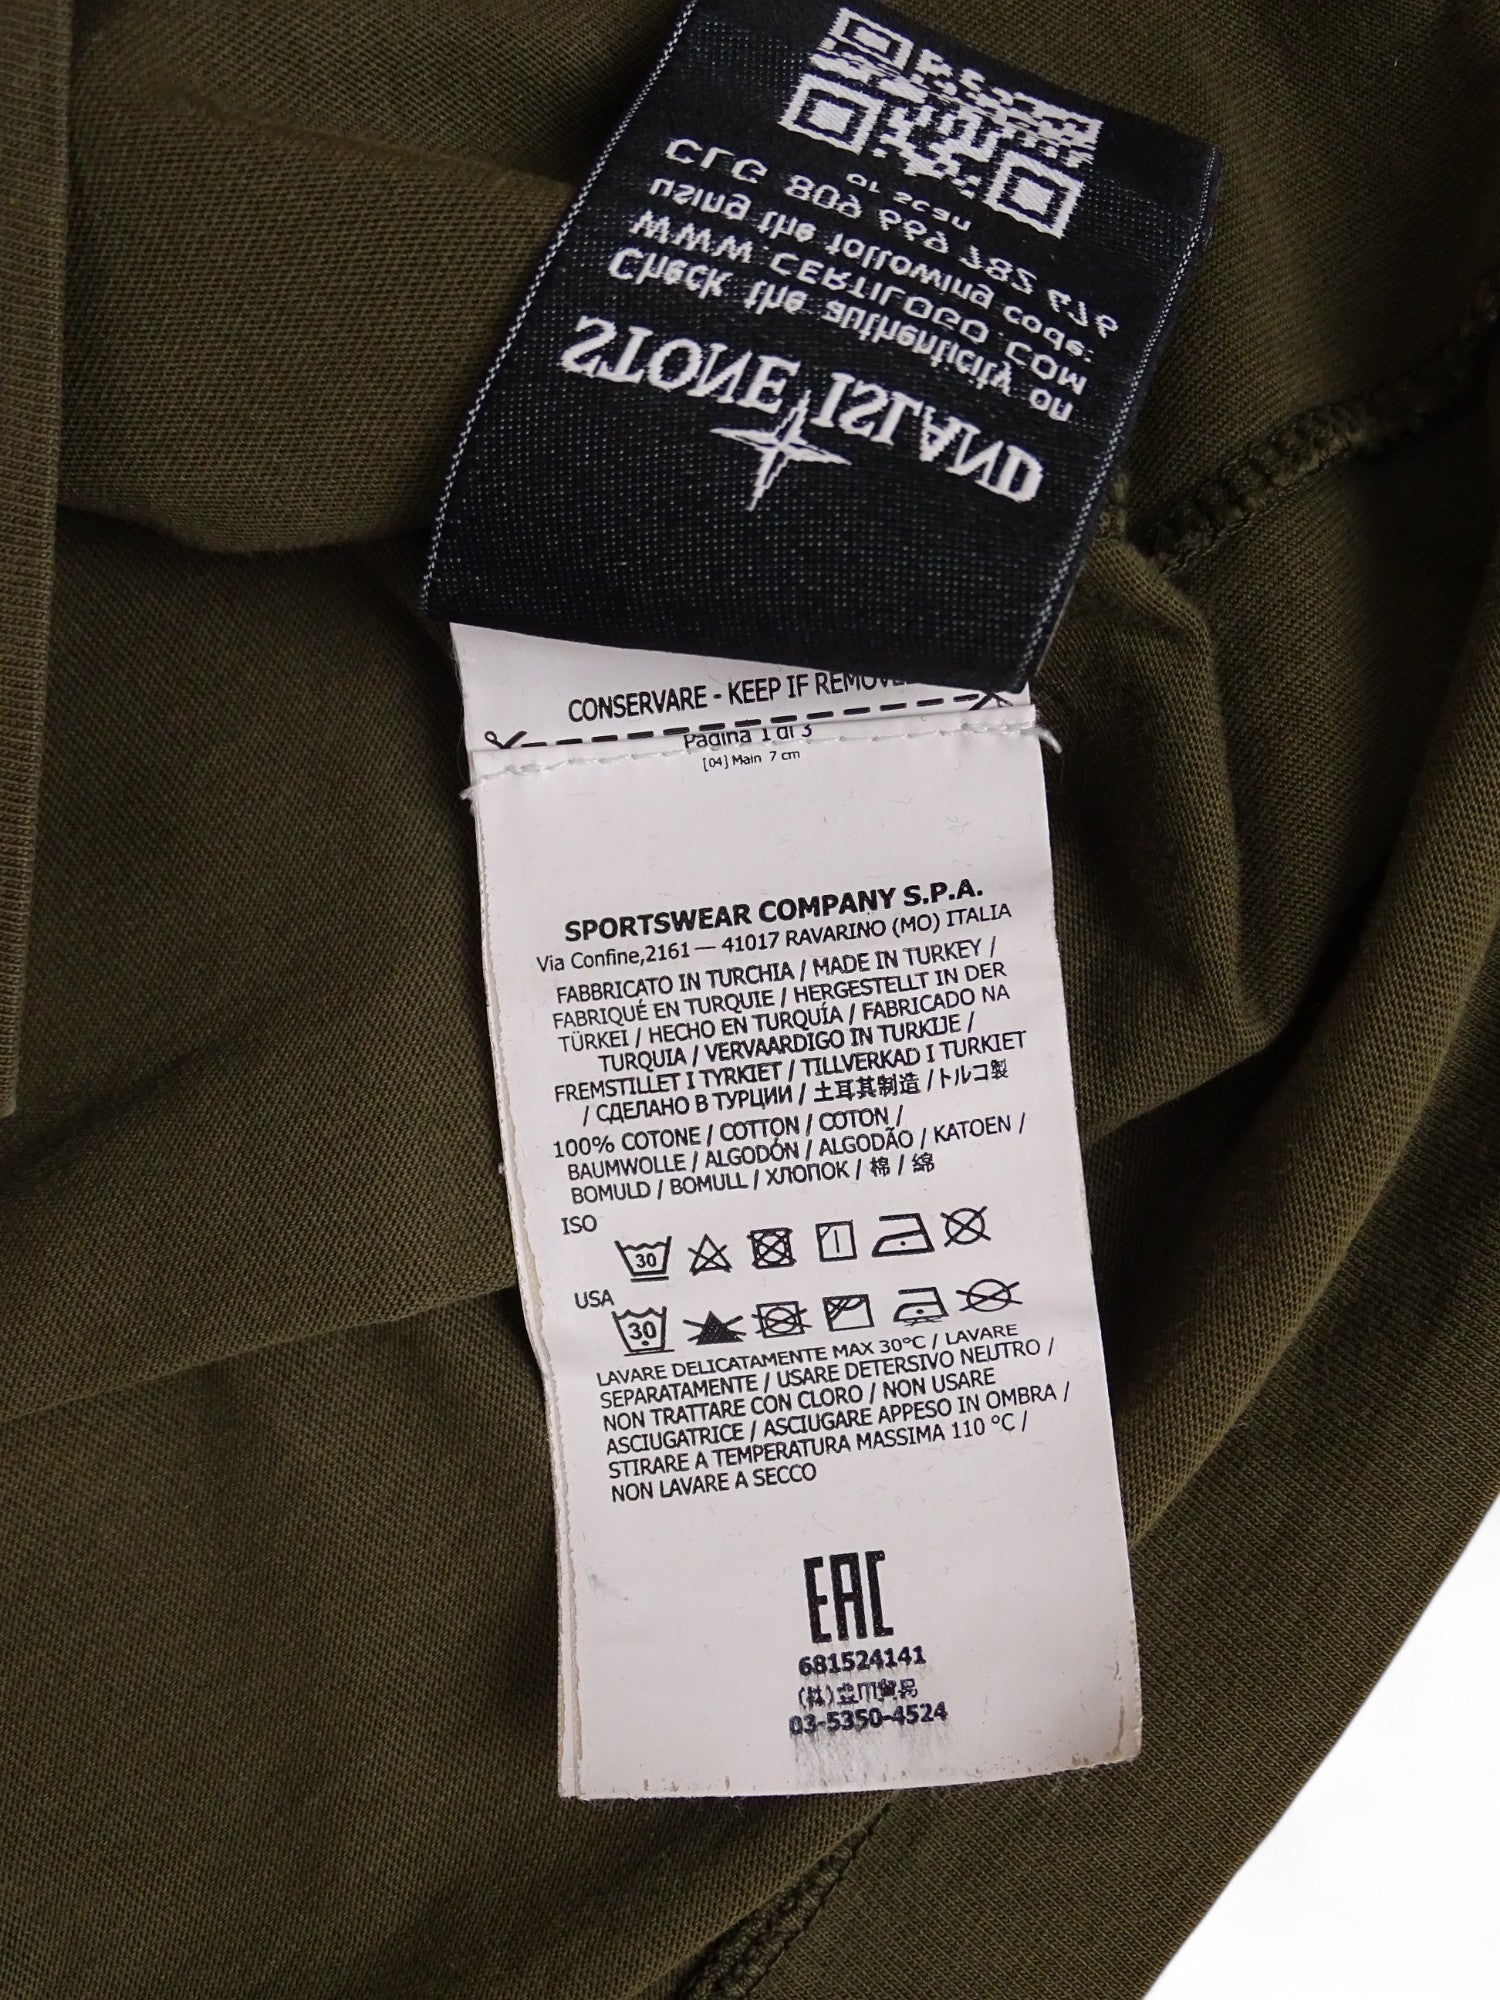 STONE ISLAND
Check the authenticity on
WWW.CERTILOGO.COM
using the following code:
CLG 809 669 782 476
or scan
CONSERVARE - KEEP IF
Pagina 1 di 3
[04] Main 7 cm
SPORTSWEAR COMPANY S.P.A.
Via Confine,2161 — 41017 RAVARINO (MO) ITALIA
FABBRICATO IN TURCHIA / MADE IN TURKEY /
FABRIQUÉ EN TURQUIE / HERGESTELLT IN DER
TÜRKEI / HECHO EN TURQUÍA / FABRICADO NA
TURQUIA / VERVAARDIGO IN TURKIJE /
FREMSTILLET I TYRKIET / TILLVERKAD I TURKIET
/ СДЕЛАНО В ТУРЦИИ / 土耳其制造 / トルコ製
100% COTONE / COTTON / COTON /
BAUMWOLLE / ALGODÓN / ALGODÃO / KATOEN /
BOMULD / BOMULL / ХЛОПОК / 棉 / 綿
ISO
30
USA
30
LAVARE DELICATAMENTE MAX 30°C / LAVARE
SEPARATAMENTE / USARE DETERSIVO NEUTRO /
NON TRATTARE CON CLORO / NON USARE
ASCIUGATRICE / ASCIUGARE APPESO IN OMBRA /
STIRARE A TEMPERATURA MASSIMA 110 °C /
NON LAVARE A SECCO
EAC
681524141
03-5350-4524